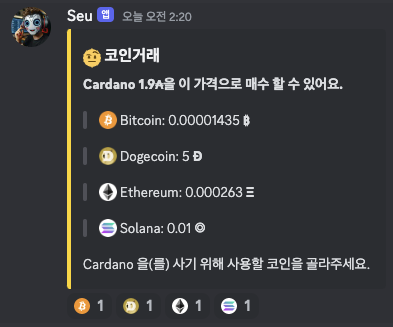 Seu 앱 오늘 오전 2:20
🤨 코인거래
Cardano 1.9₳을 이 가격으로 매수 할 수 있어요.
Bitcoin: 0.00001435 ₿
Dogecoin: 5 Ð
Ethereum: 0.000263 Ξ
Solana: 0.01 ◎
Cardano 을(를) 사기 위해 사용할 코인을 골라주세요.
1 1 1 1